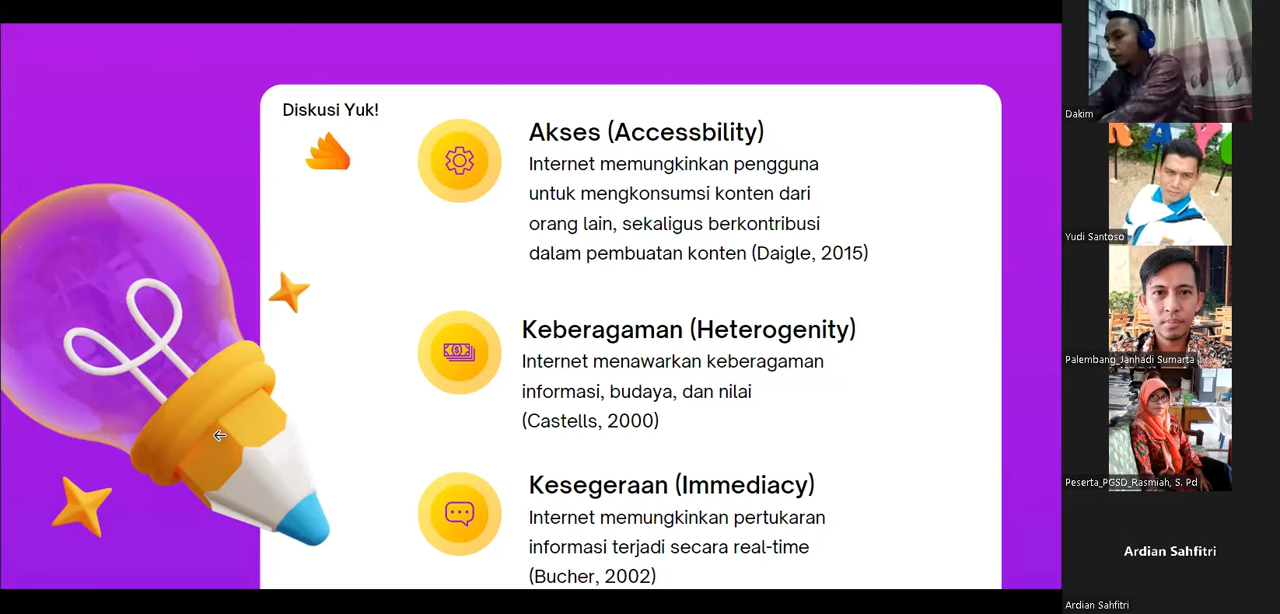 Diskusi Yuk!
Akses (Accessbility)
Internet memungkinkan pengguna
untuk mengkonsumsi konten dari
orang lain, sekaligus berkontribusi
dalam pembuatan konten (Daigle, 2015)
Keberagaman (Heterogenity)
Internet menawarkan keberagaman
informasi, budaya, dan nilai
(Castells, 2000)
Kesegeraan (Immediacy)
Internet memungkinkan pertukaran
informasi terjadi secara real-time
(Bucher, 2002)
Dakim
Yudi Santoso
Palembang_Janhadi Sumarta
Peserta_PGSD_Rasmiah, S. Pd
Ardian Sahfitri
Ardian Sahfitri